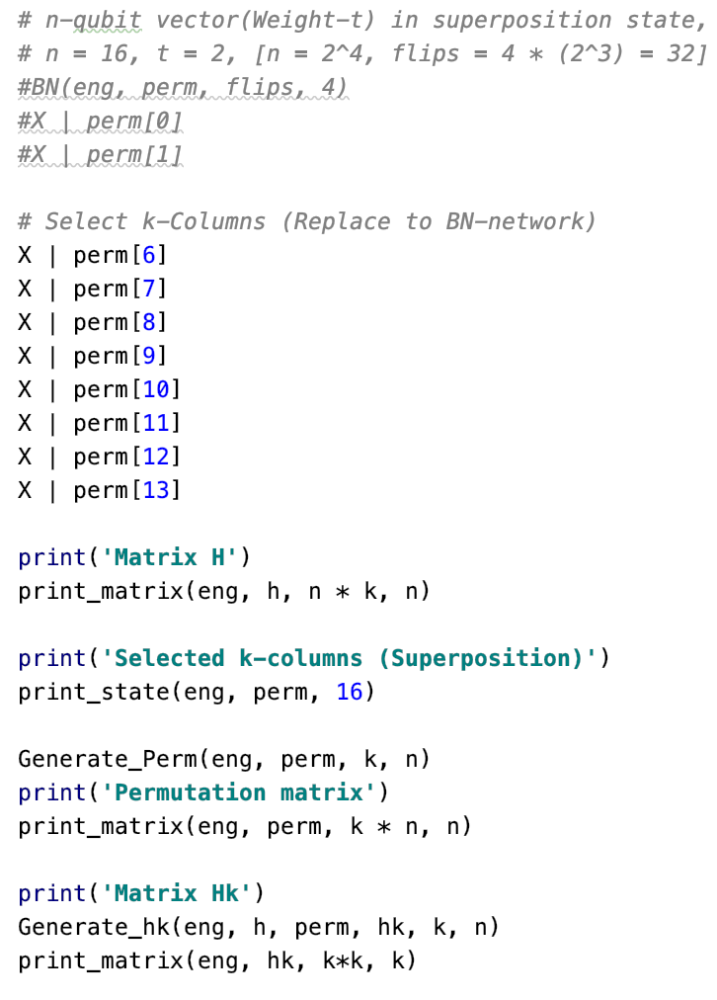 # n-qubit vector(Weight-t) in superposition state,
# n = 16, t = 2, [n = 2^4, flips = 4 * (2^3) = 32]
#BN(eng, perm, flips, 4)
#X | perm[0]
#X | perm[1]
# Select k-Columns (Replace to BN-network)
X | perm[6]
X | perm[7]
X | perm[8]
X | perm[9]
X | perm[10]
X | perm[11]
X | perm[12]
X | perm[13]
print('Matrix H')
print_matrix(eng, h, n * k, n)
print('Selected k-columns (Superposition)')
print_state(eng, perm, 16)
Generate_Perm(eng, perm, k, n)
print('Permutation matrix')
print_matrix(eng, perm, k * n, n)
print('Matrix Hk')
Generate_hk(eng, h, perm, hk, k, n)
print_matrix(eng, hk, k*k, k)